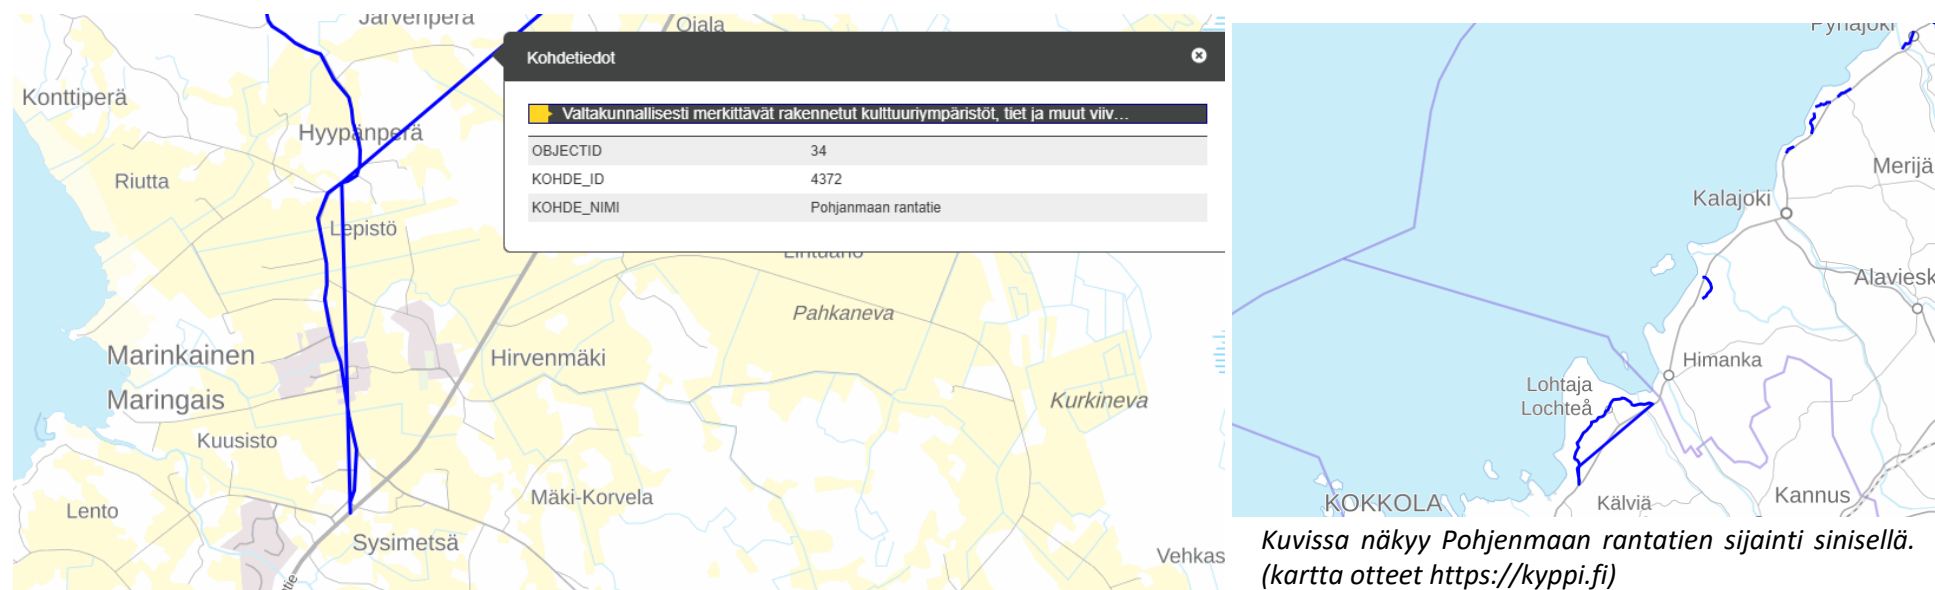 Järvenperä
Ojala
Konttiperä
Hyypänperä
Riutta
Lepistö
Marinkainen
Maringais
Kuusisto
Lento
Sysimetsä
Mäki-Korvela
Hirvenmäki
Pahkaneva
Kurkineva
Vehkas
tie
Kohdetiedot
Valtakunnallisesti merkittävät rakennetut kulttuuriympäristöt, tiet ja muut viiv…
OBJECTID 34
KOHDE_ID 4372
KOHDE_NIMI Pohjanmaan rantatie
Pyhäjoki
Merijä
Kalajoki
Alaviesk
Himanka
Lohtaja
Lochteå
KOKKOLA
Kälviä
Kannus
Kuvissa näkyy Pohjenmaan rantatien sijainti sinisellä.
(kartta otteet https://kyppi.fi)